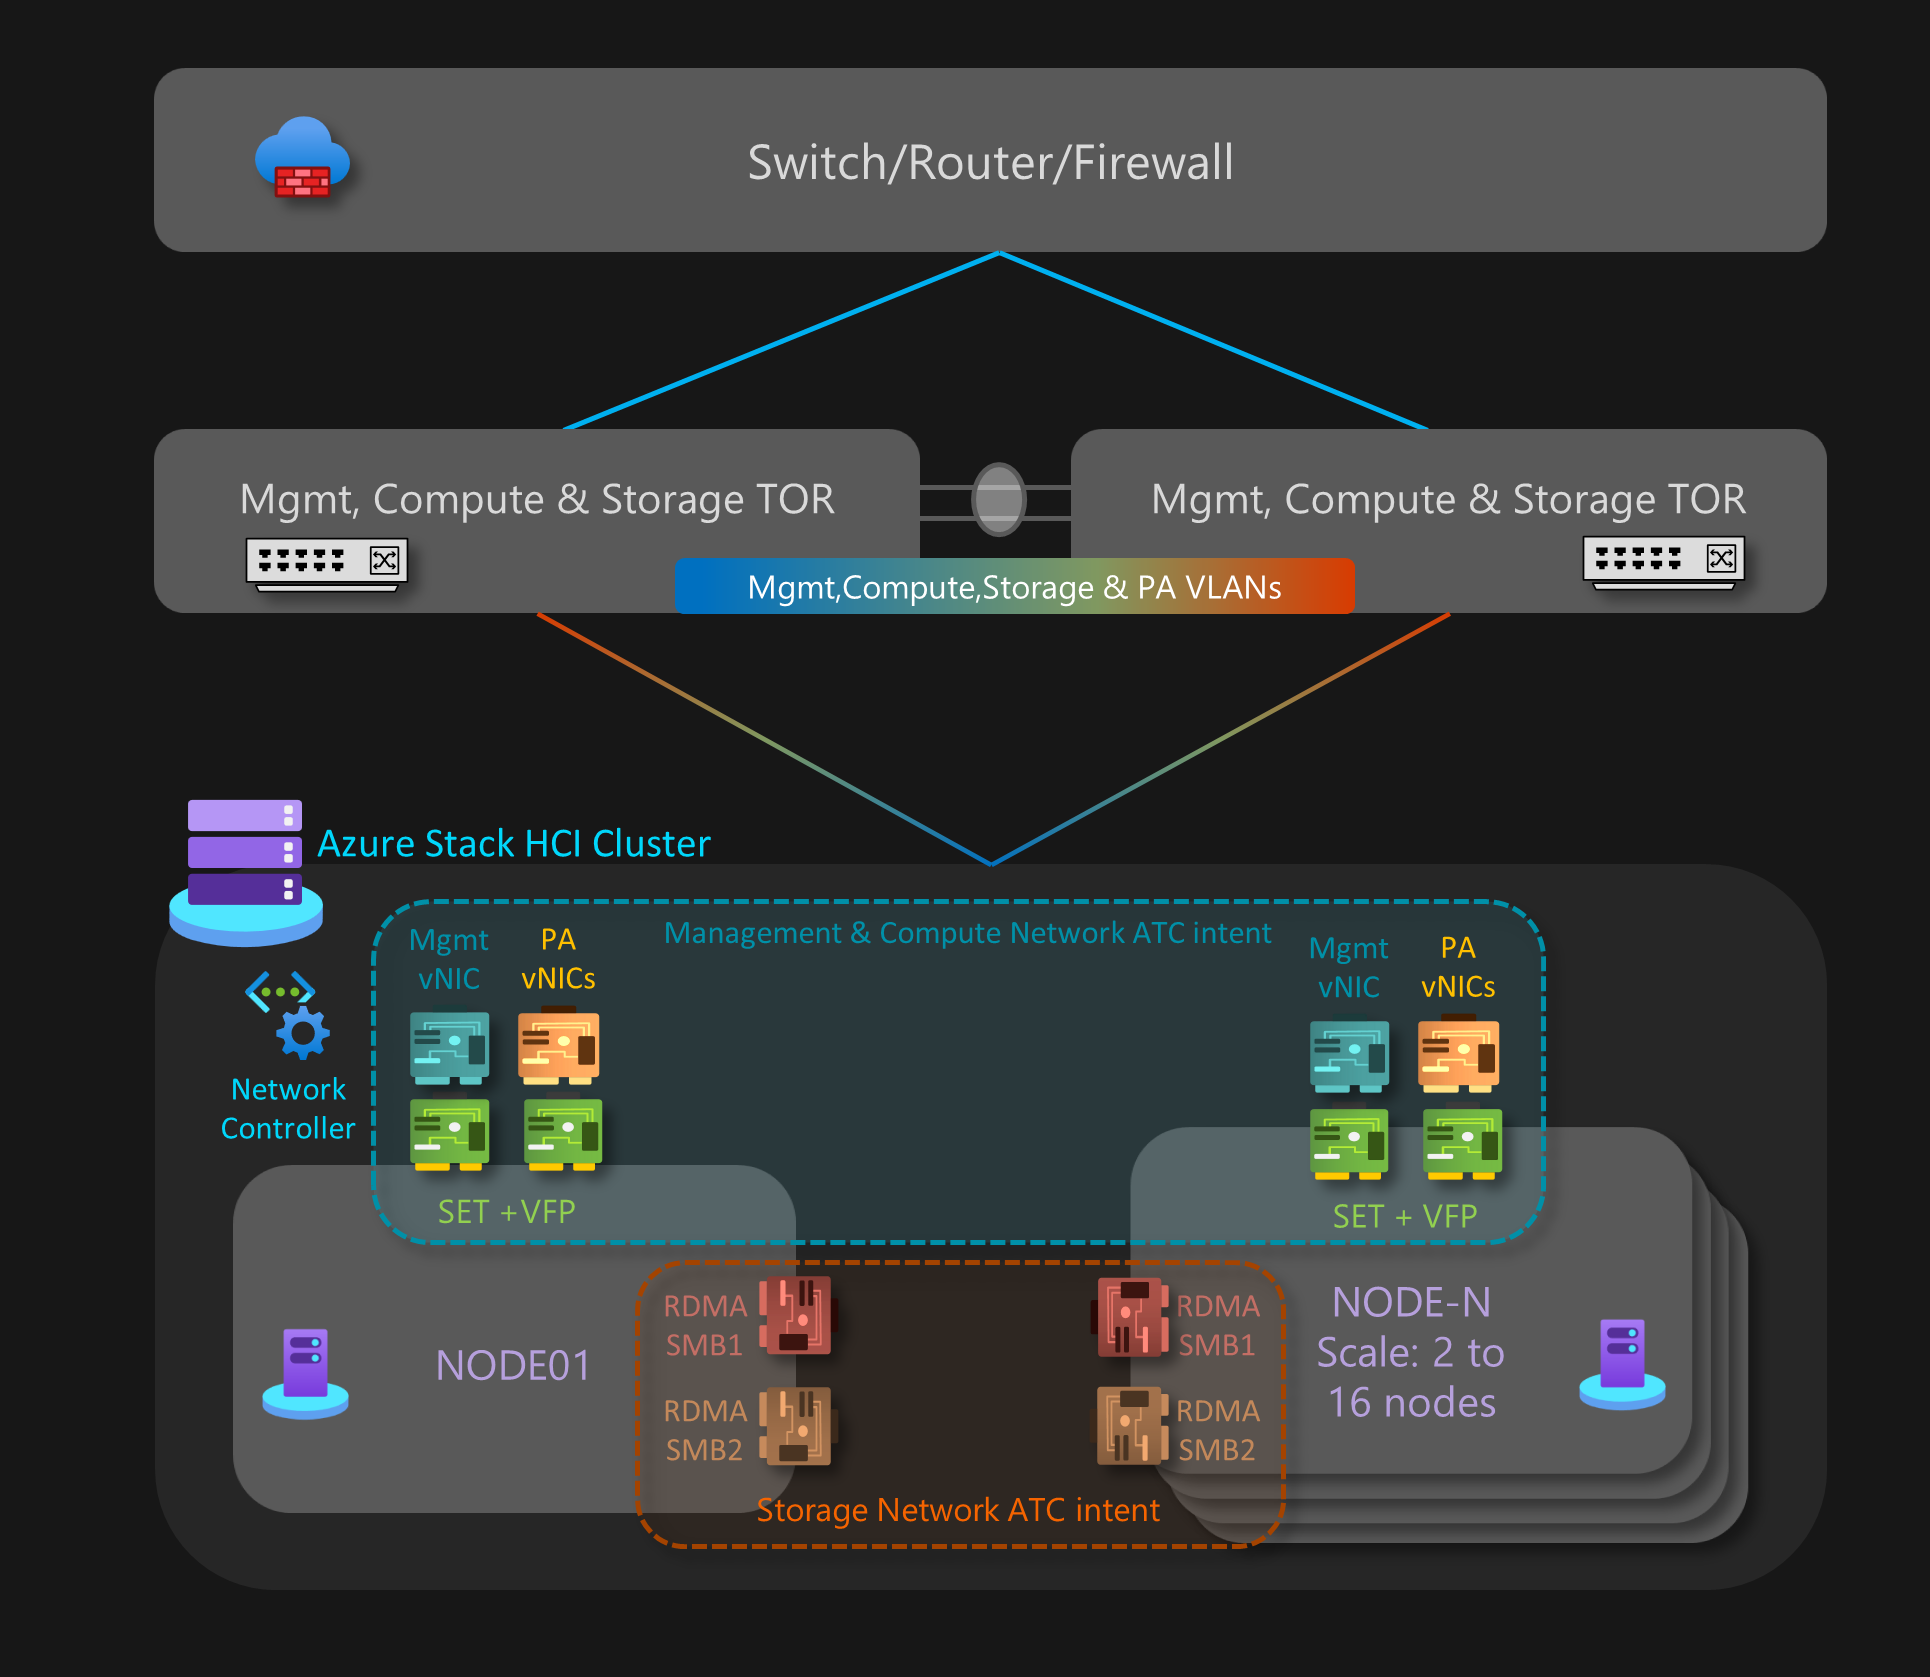 Switch/Router/Firewall
Mgmt, Compute & Storage TOR
Mgmt, Compute & Storage TOR
Mgmt,Compute,Storage & PA VLANs
Azure Stack HCI Cluster
Management & Compute Network ATC intent
Mgmt
vNIC
PA
vNICs
Mgmt
vNIC
PA
vNICs
Network
Controller
SET +VFP
SET + VFP
RDMA
SMB1
RDMA
SMB1
NODE01
NODE-N
Scale: 2 to
16 nodes
RDMA
SMB2
RDMA
SMB2
Storage Network ATC intent